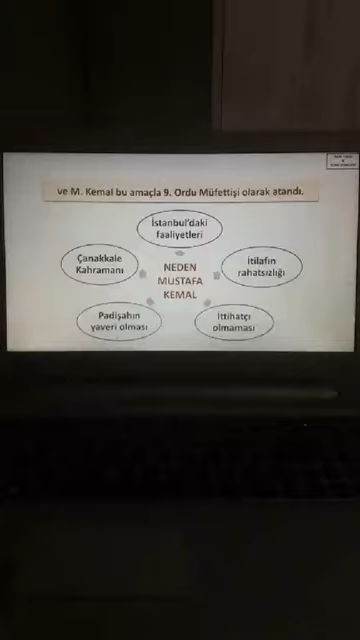 ve M. Kemal bu amaçla 9. Ordu Müfettişi olarak atandı.
İstanbul'daki
faaliyetleri
Çanakkale
Kahramanı
İtilafın
rahatsızlığı
NEDEN
MUSTAFA
KEMAL
Padişahın
yaveri olması
İttihatçı
olmaması